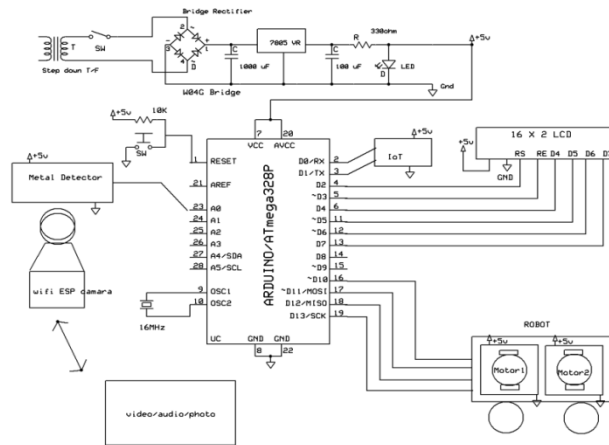 Bridge Rectifier
330ohm
SW
T
2
~
3
-
+
1
4
~
D
C
1000 uF
7805 VR
C
100 uF
R
LED
D
+5v
Gnd
Step down T/F
W04G Bridge
+5v
10K
SW
7
VCC
20
AVCC
+5v
Metal Detector
1 RESET
21 AREF
23 A0
24 A1
25 A2
26 A3
27 A4/SDA
28 A5/SCL
9 OSC1
10 OSC2
16MHz
UC
GND GND
8 22
ARDUINO/ATmega328P
D0/RX 2
D1/TX 3
D2 4
~D3 5
D4 6
~D5 11
~D6 12
D7 13
D8 14
~D9 15
~D10 16
~D11/MOSI 17
D12/MISO 18
D13/SCK 19
+5v
IoT
16 X 2 LCD
+5v
GND
RS RE D4 D5 D6 D7
wifi ESP camara
video/audio/photo
ROBOT
+5v
+5v
Motor1
Motor2